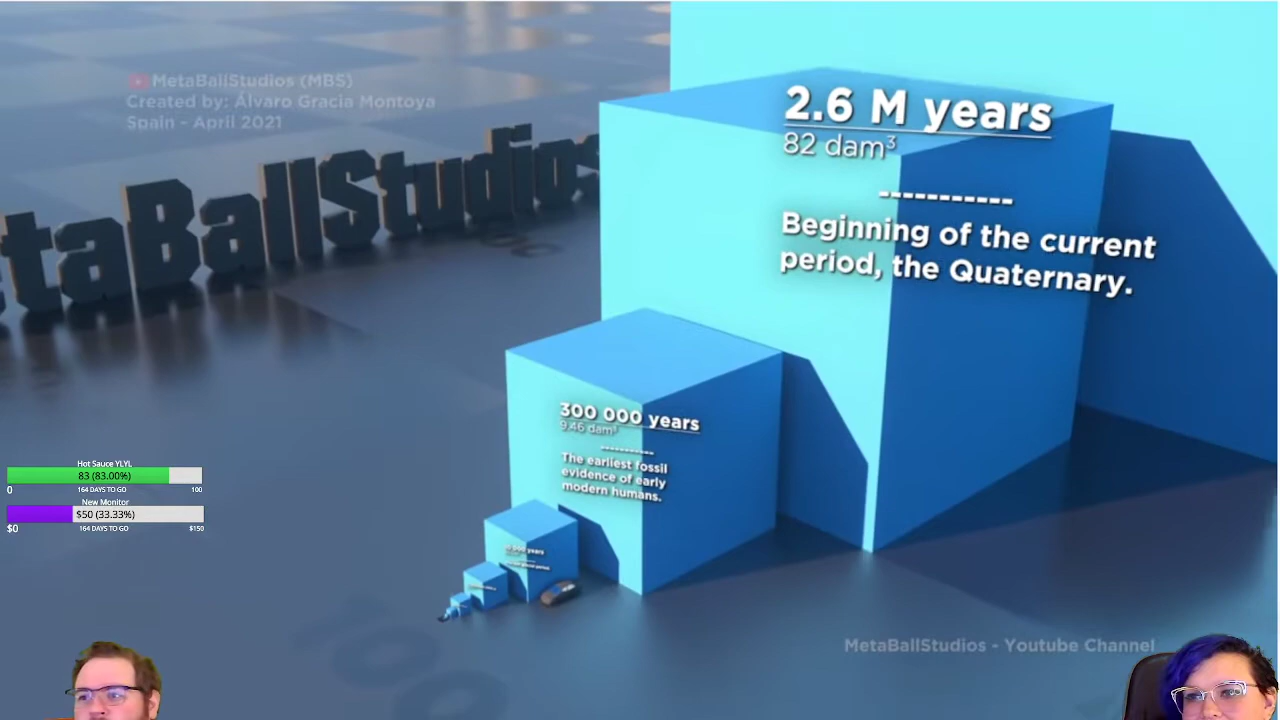 MetaBallStudios (MBS)
Created by: Álvaro Gracia Montoya
Spain - April 2021
taBallStudios
2.6 M years
82 dam³
-----------
Beginning of the current
period, the Quaternary.
300 000 years
9,46 dam³
-----------
The earliest fossil
evidence of early
modern humans.
years
Hot Sauce YLYL
83 (83.00%)
0 164 DAYS TO GO 100
New Monitor
$50 (33.33%)
$0 164 DAYS TO GO $150
100
MetaBallStudios - Youtube Channel